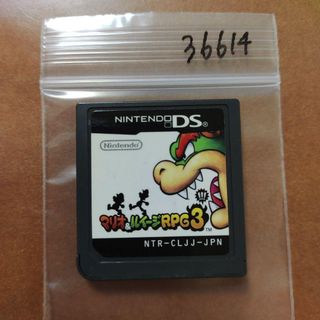 36614
NINTENDO DS
Nintendo
マリオ&ルイージRPG3!!!
NTR-CLJJ-JPN